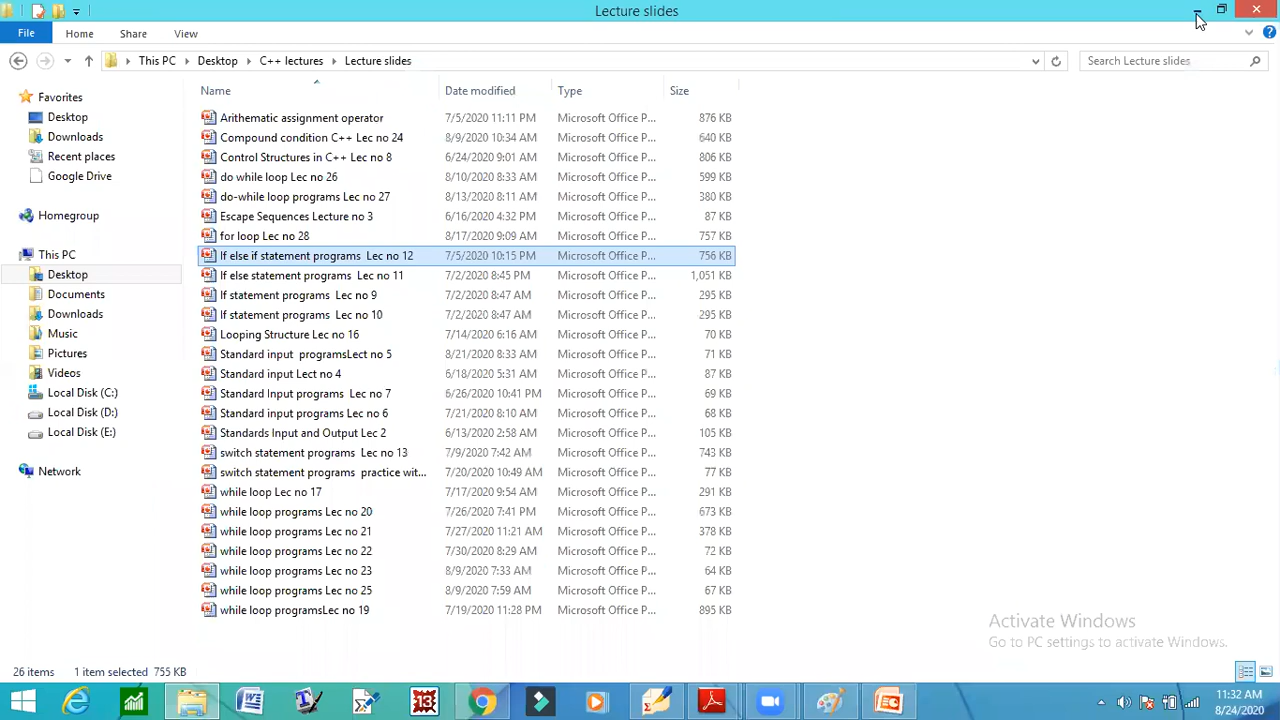 Lecture slides
File Home Share View
This PC Desktop C++ lectures Lecture slides Search Lecture slides
Name Date modified Type Size
Favorites
Desktop
Downloads
Recent places
Google Drive
Homegroup
This PC
Desktop
Documents
Downloads
Music
Pictures
Videos
Local Disk (C:)
Local Disk (D:)
Local Disk (E:)
Network
Arithematic assignment operator 7/5/2020 11:11 PM Microsoft Office P... 876 KB
Compound condition C++ Lec no 24 8/9/2020 10:34 AM Microsoft Office P... 640 KB
Control Structures in C++ Lec no 8 6/24/2020 9:01 AM Microsoft Office P... 806 KB
do while loop Lec no 26 8/10/2020 8:33 AM Microsoft Office P... 599 KB
do-while loop programs Lec no 27 8/13/2020 8:11 AM Microsoft Office P... 380 KB
Escape Sequences Lecture no 3 6/16/2020 4:32 PM Microsoft Office P... 87 KB
for loop Lec no 28 8/17/2020 9:09 AM Microsoft Office P... 757 KB
If else if statement programs Lec no 12 7/5/2020 10:15 PM Microsoft Office P... 756 KB
If else statement programs Lec no 11 7/2/2020 8:45 PM Microsoft Office P... 1,051 KB
If statement programs Lec no 9 7/2/2020 8:47 AM Microsoft Office P... 295 KB
If statement programs Lec no 10 7/2/2020 8:47 AM Microsoft Office P... 295 KB
Looping Structure Lec no 16 7/14/2020 6:16 AM Microsoft Office P... 70 KB
Standard input programsLect no 5 8/21/2020 8:33 AM Microsoft Office P... 71 KB
Standard input Lect no 4 6/18/2020 5:31 AM Microsoft Office P... 87 KB
Standard Input programs Lec no 7 6/26/2020 10:41 PM Microsoft Office P... 69 KB
Standard Input programs Lec no 6 7/21/2020 8:10 AM Microsoft Office P... 68 KB
Standards Input and Output Lec 2 6/13/2020 2:58 AM Microsoft Office P... 105 KB
switch statement programs Lec no 13 7/9/2020 7:42 AM Microsoft Office P... 743 KB
switch statement programs practice wit... 7/20/2020 10:49 AM Microsoft Office P... 77 KB
while loop Lec no 17 7/17/2020 9:54 AM Microsoft Office P... 291 KB
while loop programs Lec no 20 7/26/2020 7:41 PM Microsoft Office P... 673 KB
while loop programs Lec no 21 7/27/2020 11:21 AM Microsoft Office P... 378 KB
while loop programs Lec no 22 7/30/2020 8:29 AM Microsoft Office P... 72 KB
while loop programs Lec no 23 8/9/2020 7:33 AM Microsoft Office P... 64 KB
while loop programs Lec no 25 8/9/2020 7:59 AM Microsoft Office P... 67 KB
while loop programsLec no 19 7/19/2020 11:28 PM Microsoft Office P... 895 KB
Activate Windows
Go to PC settings to activate Windows.
26 items 1 item selected 755 KB
13
11:32 AM
8/24/2020